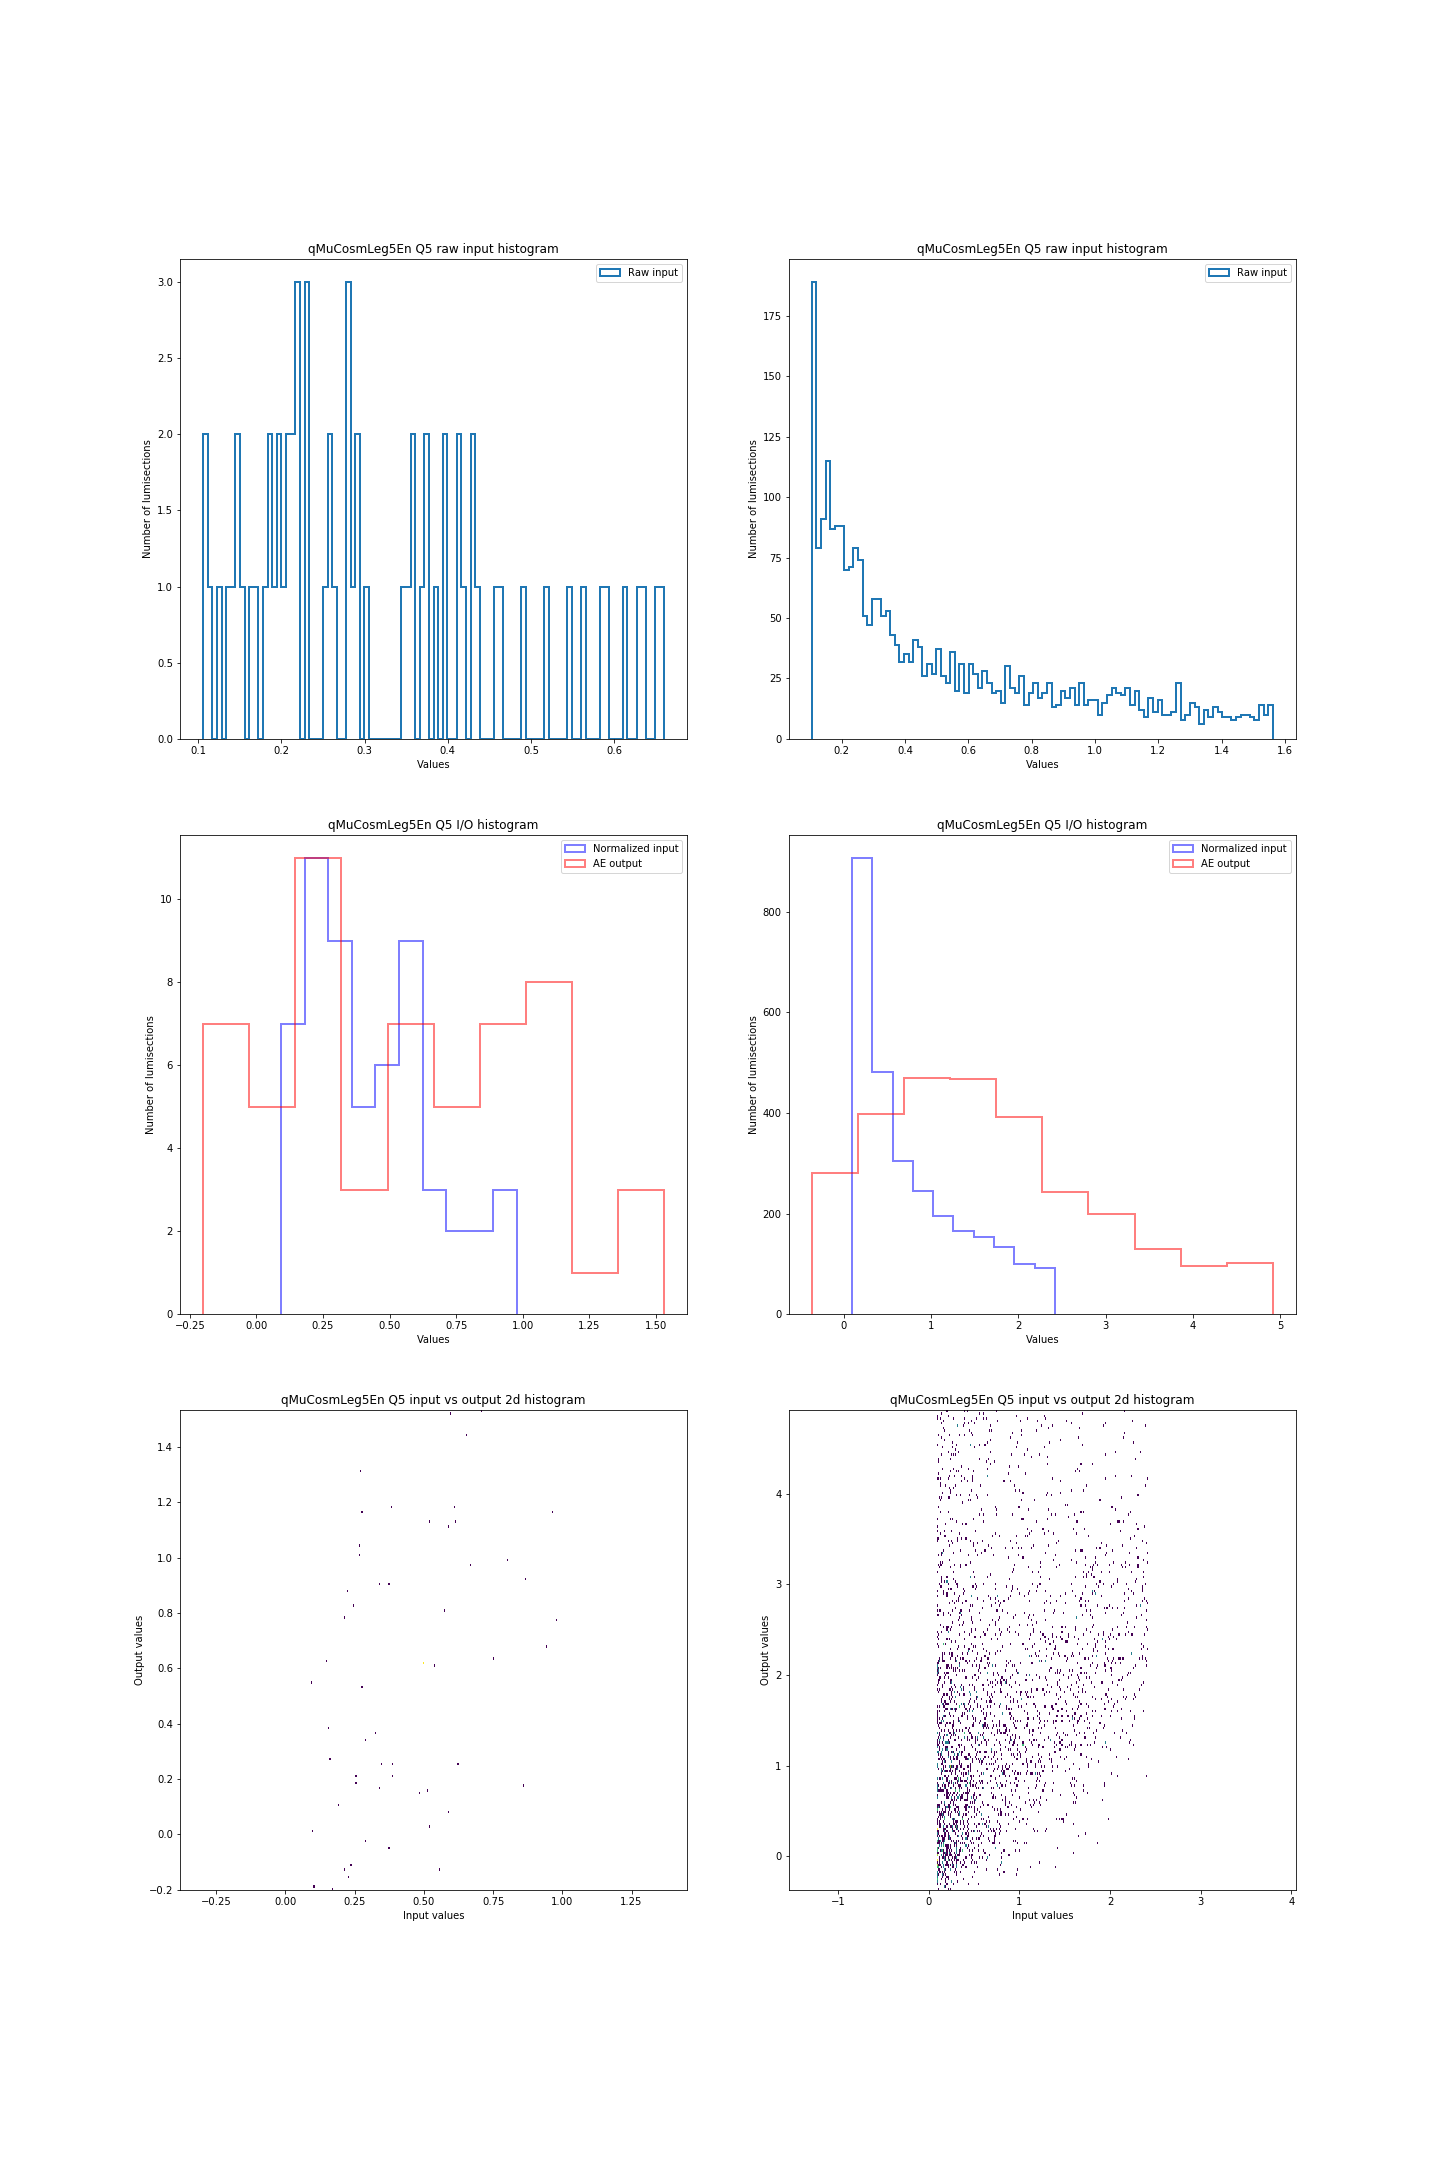 qMuCosmLeg5En Q5 raw input histogram
Raw input
3.0
2.5
2.0
1.5
1.0
0.5
0.0
Number of lumisections
0.1 0.2 0.3 0.4 0.5 0.6
Values
qMuCosmLeg5En Q5 raw input histogram
Raw input
175
150
125
100
75
50
25
0
Number of lumisections
0.2 0.4 0.6 0.8 1.0 1.2 1.4 1.6
Values
qMuCosmLeg5En Q5 I/O histogram
Normalized input
AE output
10
8
6
4
2
0
Number of lumisections
−0.25 0.00 0.25 0.50 0.75 1.00 1.25 1.50
Values
qMuCosmLeg5En Q5 I/O histogram
Normalized input
AE output
800
600
400
200
0
Number of lumisections
0 1 2 3 4 5
Values
qMuCosmLeg5En Q5 input vs output 2d histogram
1.4
1.2
1.0
0.8
0.6
0.4
0.2
0.0
−0.2
Output values
−0.25 0.00 0.25 0.50 0.75 1.00 1.25
Input values
qMuCosmLeg5En Q5 input vs output 2d histogram
4
3
2
1
0
Output values
−1 0 1 2 3 4
Input values